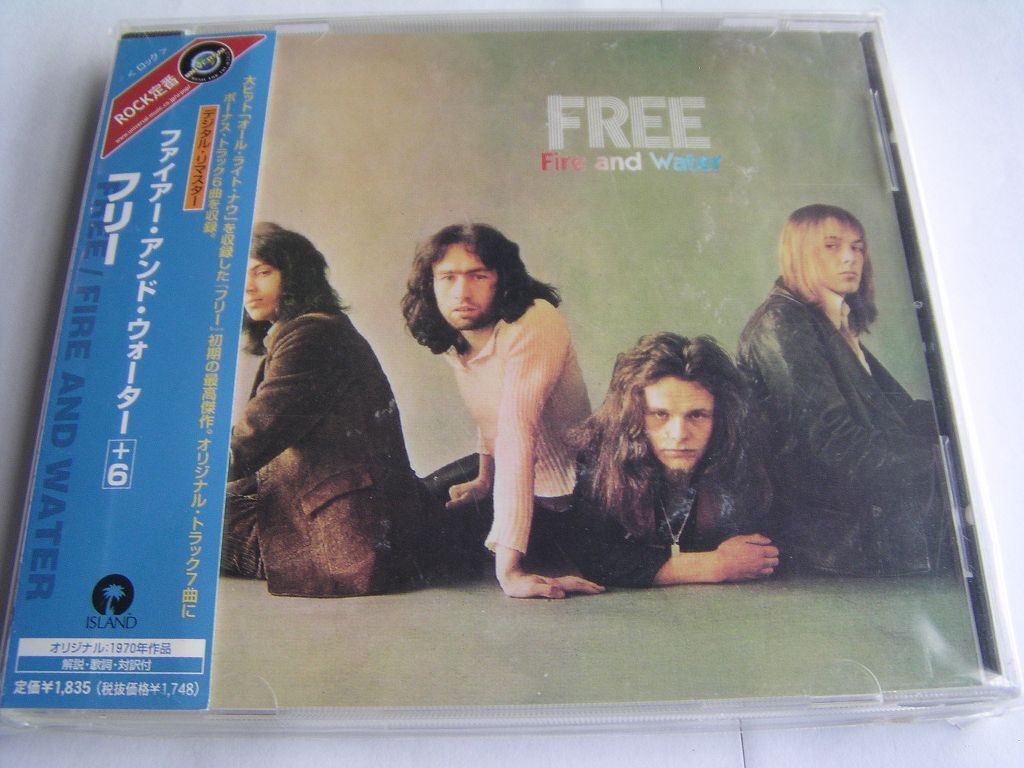 <ロック>
ROCK定番
www.universal-music.co.jp/u-pop/
大ヒット「オール・ライト・ナウ」を収録した「フリー」初期の最高傑作。オリジナル・トラック7曲に
ボーナス・トラック6曲を収録。
デジタル・リマスター
ファイアー・アンド・ウォーター+6
フリー
FREE / FIRE AND WATER
ISLAND
オリジナル:1970年作品
解説・歌詞・対訳付
定価¥1,835(税抜価格¥1,748)
FREE
Fire and Water